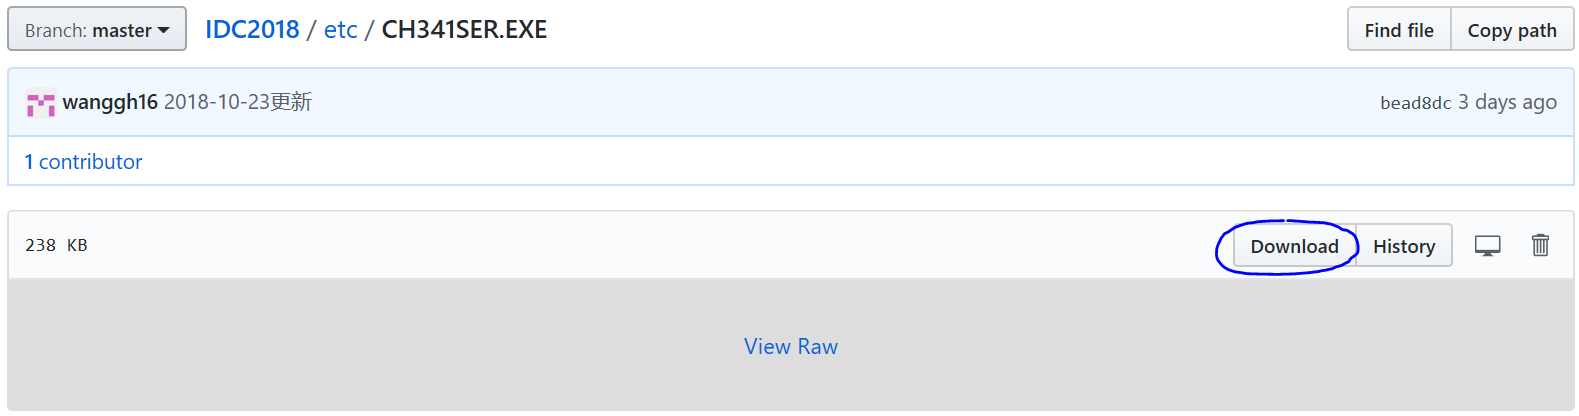 Branch: master IDC2018 / etc / CH341SER.EXE Find file Copy path
wanggh16 2018-10-23更新 bead8dc 3 days ago
1 contributor
238 KB Download History
View Raw